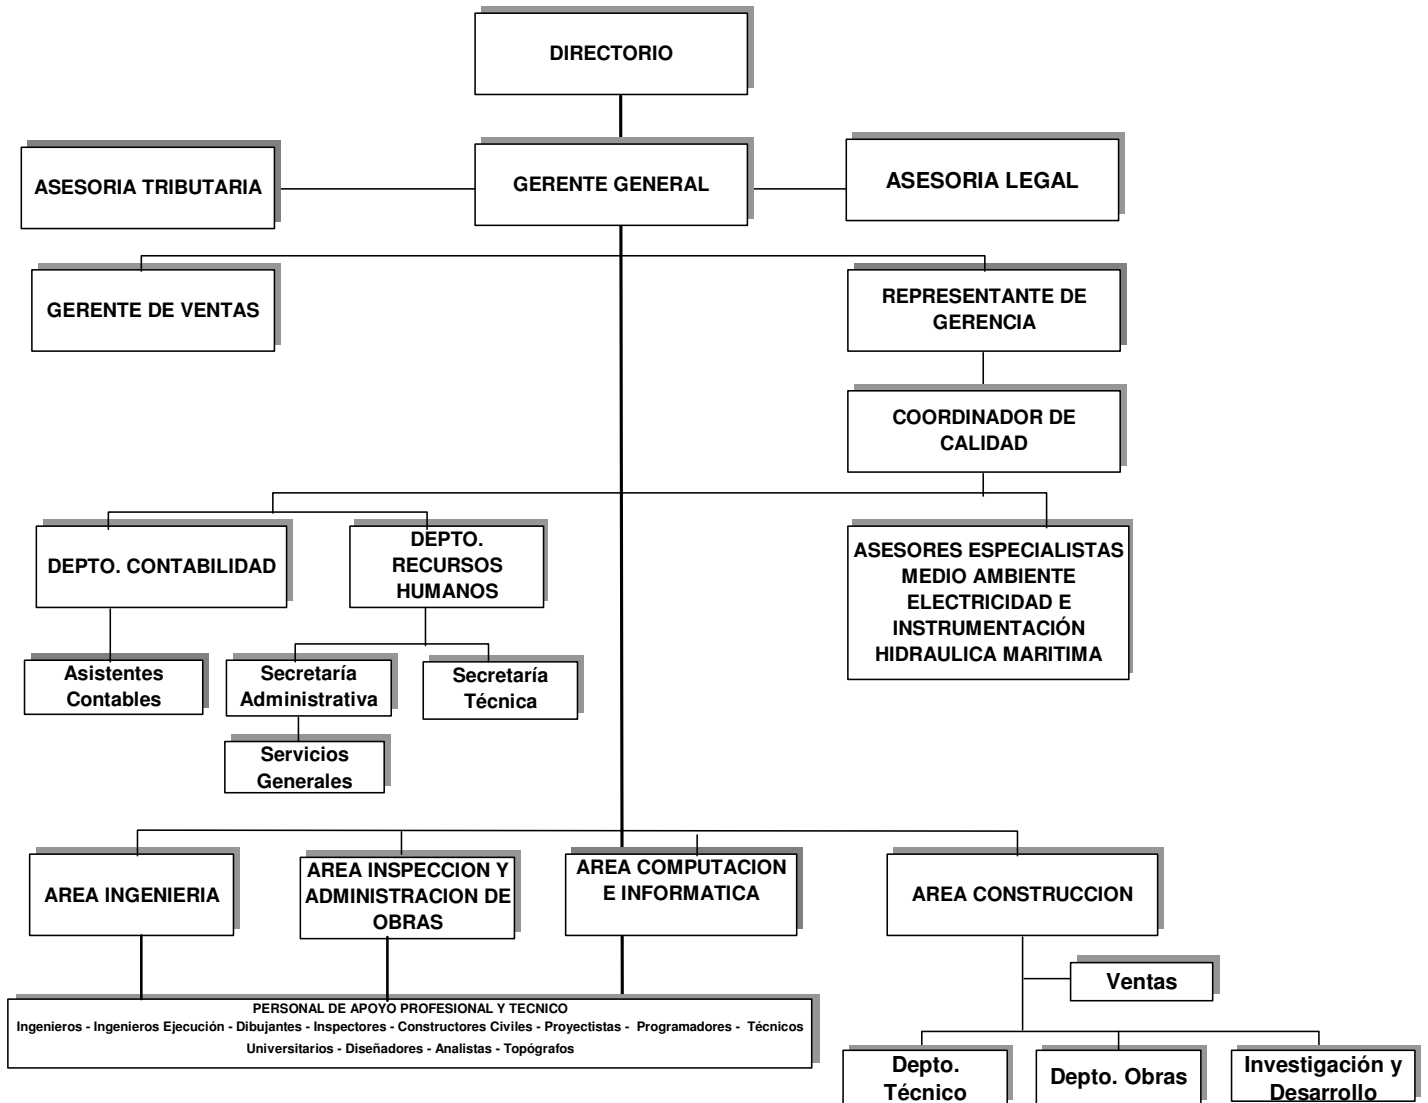 DIRECTORIO
ASESORIA TRIBUTARIA
GERENTE GENERAL
ASESORIA LEGAL
GERENTE DE VENTAS
REPRESENTANTE DE
GERENCIA
COORDINADOR DE
CALIDAD
DEPTO. CONTABILIDAD
DEPTO.
RECURSOS
HUMANOS
ASESORES ESPECIALISTAS
MEDIO AMBIENTE
ELECTRICIDAD E
INSTRUMENTACIÓN
HIDRAULICA MARITIMA
Asistentes
Contables
Secretaría
Administrativa
Secretaría
Técnica
Servicios
Generales
AREA INGENIERIA
AREA INSPECCION Y
ADMINISTRACION DE
OBRAS
AREA COMPUTACION
E INFORMATICA
AREA CONSTRUCCION
Ventas
PERSONAL DE APOYO PROFESIONAL Y TECNICO
Ingenieros - Ingenieros Ejecución - Dibujantes - Inspectores - Constructores Civiles - Proyectistas - Programadores - Técnicos
Universitarios - Diseñadores - Analistas - Topógrafos
Depto.
Técnico
Depto. Obras
Investigación y
Desarrollo